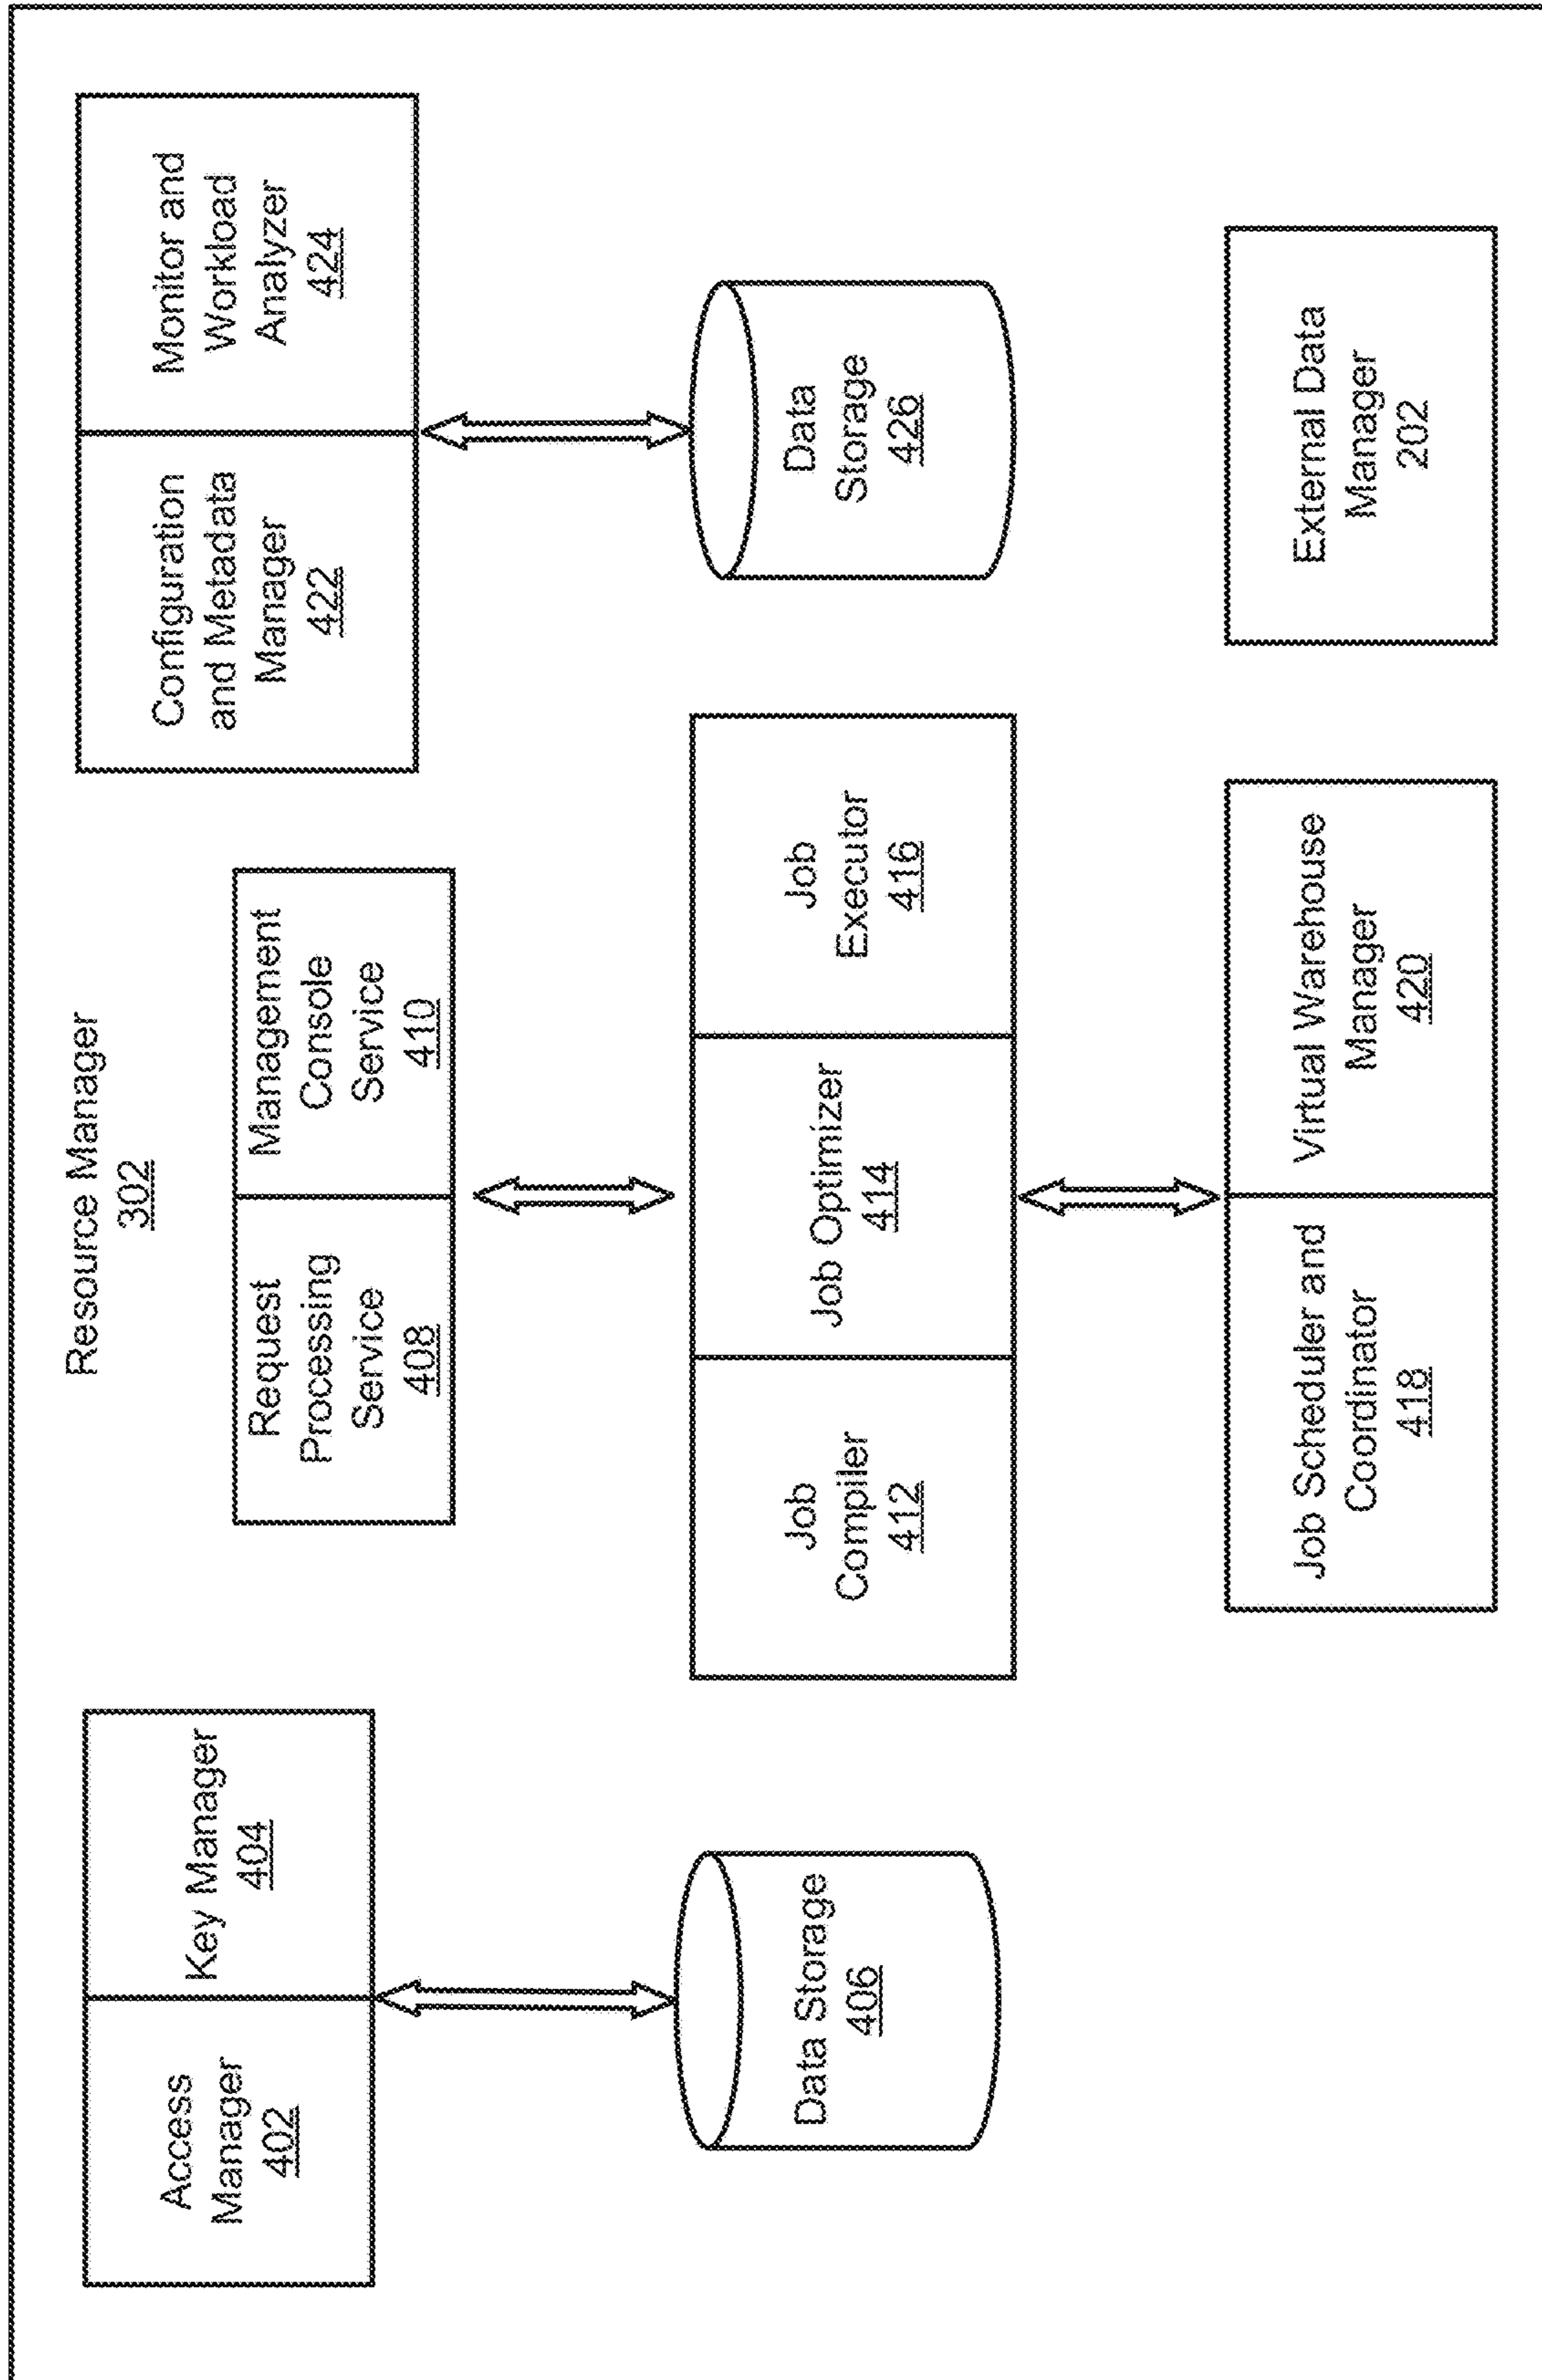 Resource Manager
302
Access
Manager
402
Key Manager
404
Request
Processing
Service
408
Management
Console
Service
410
Configuration
and Metadata
Manager
422
Monitor and
Workload
Analyzer
424
Data Storage
406
Job
Compiler
412
Job Optimizer
414
Job
Executor
416
Data
Storage
426
Job Scheduler and
Coordinator
418
Virtual Warehouse
Manager
420
External Data
Manager
202